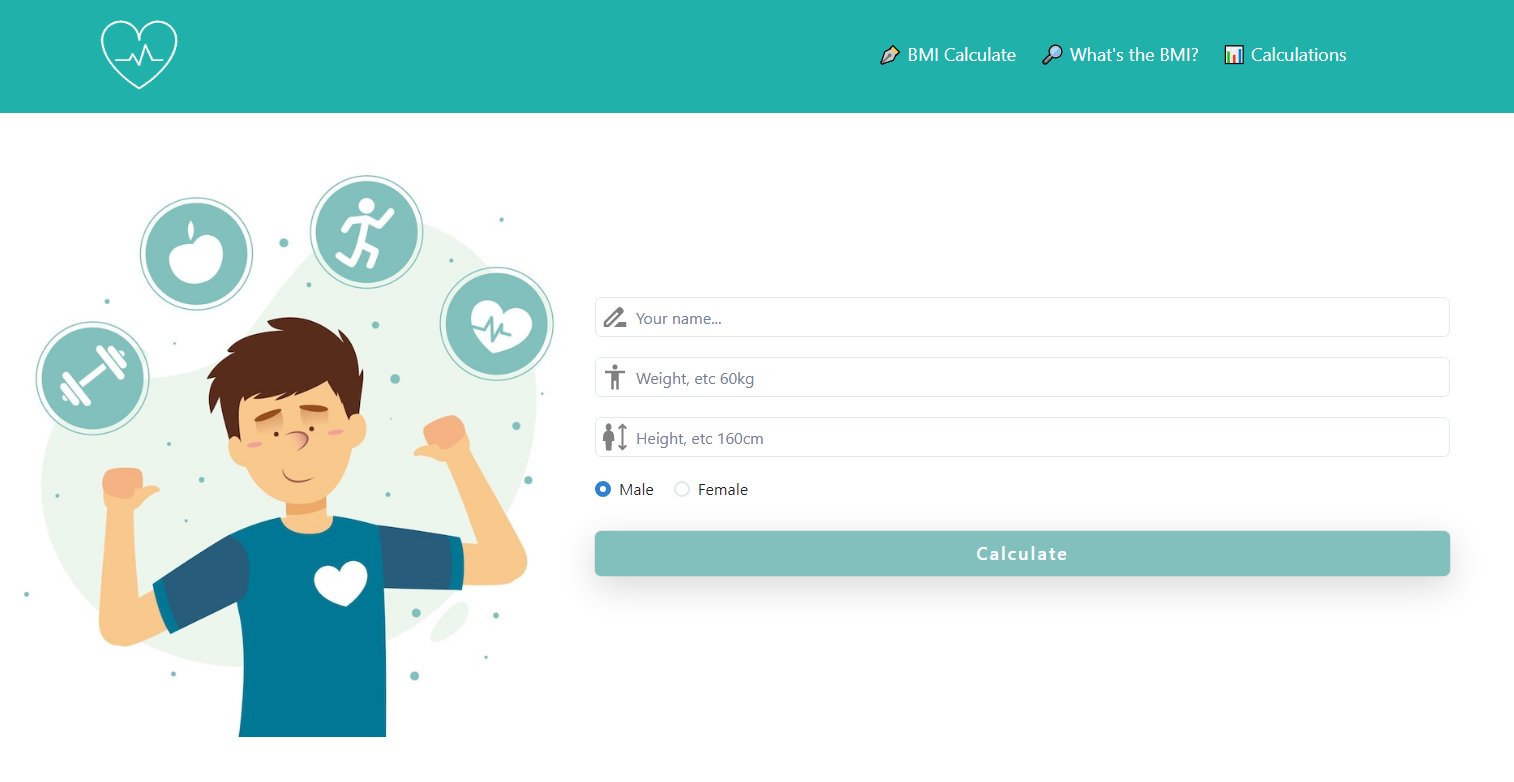 BMI Calculate What's the BMI? Calculations
Your name...
Weight, etc 60kg
Height, etc 160cm
Male Female
Calculate